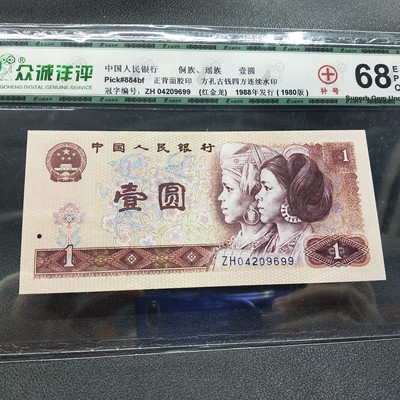 众诚评评
GCHENG DIGITAL GENUINE SERVICE
中国人民银行 侗族、瑶族 壹圆
Pick#884bf 正背面胶印 方孔古钱四方连续水印
冠字编号: ZH 04209699 (红金龙) 1988年发行 (1980版)
补号
68 E
P
Superb Gem Unc
中国人民银行
1
壹圆
ZH04209699
1
1